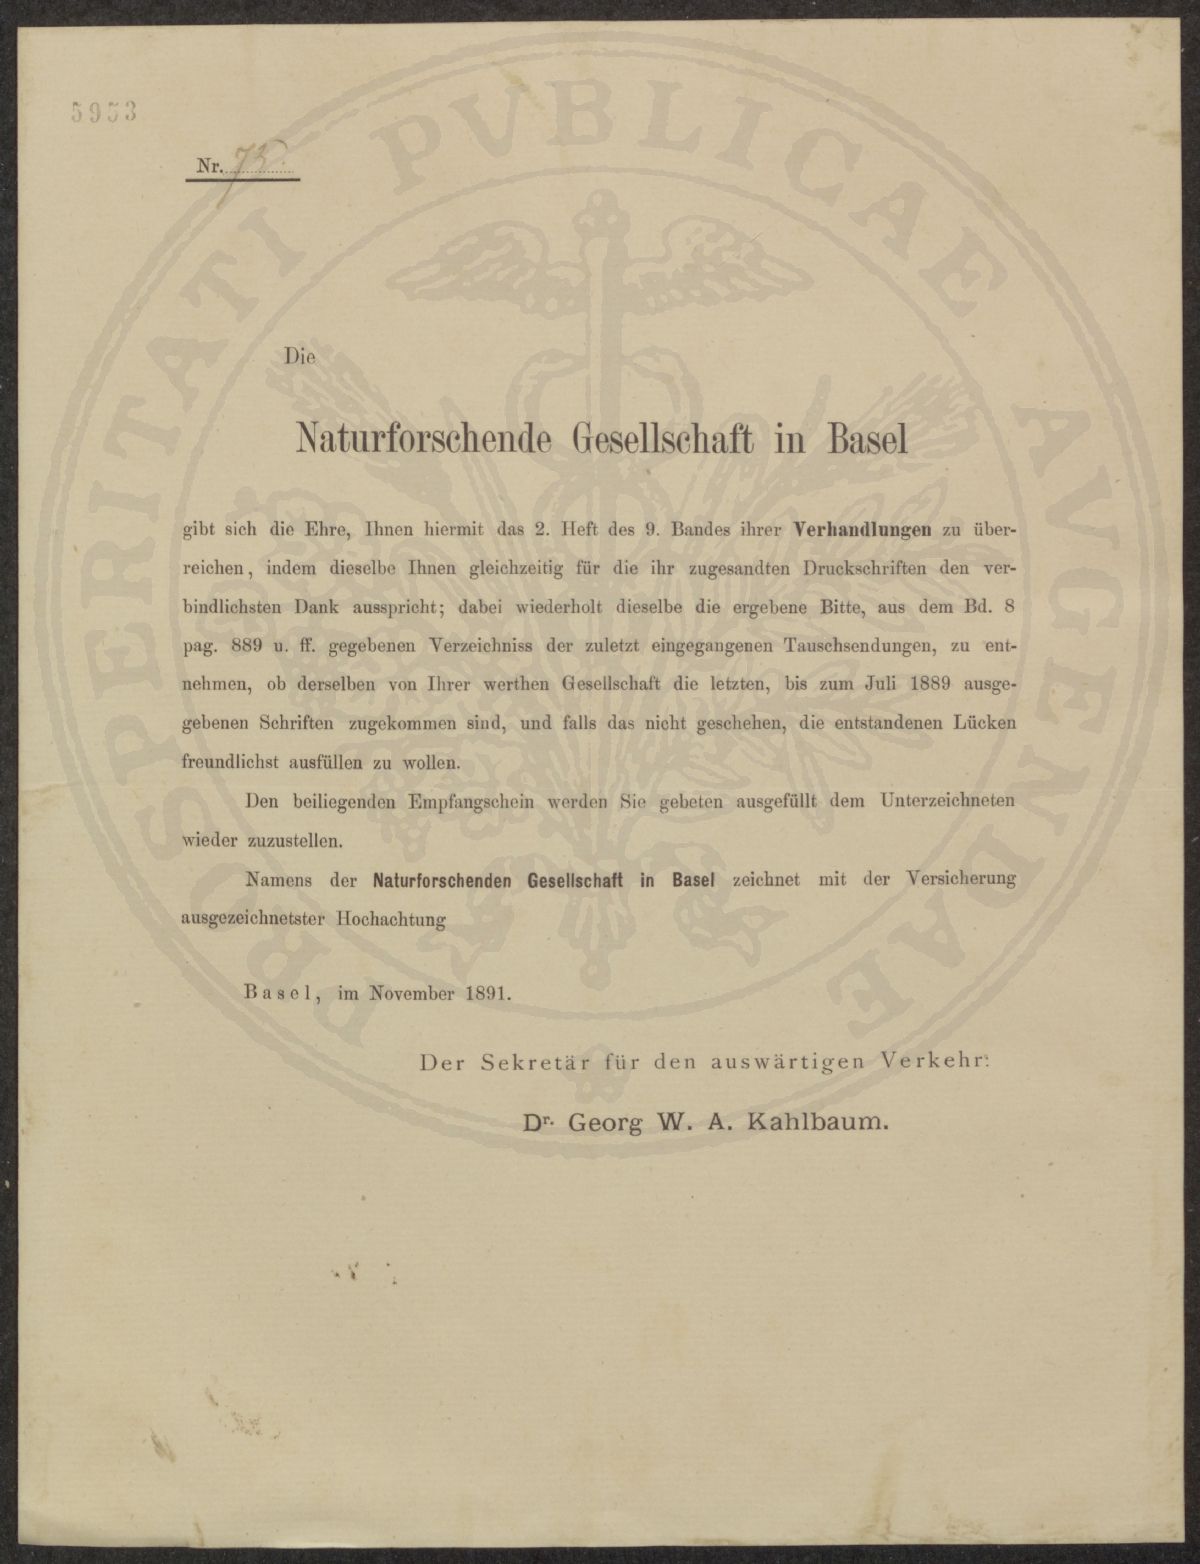 5953
Nr. 75.
PROSPERITATI PVBLICAE AVGENDAE
Die
Naturforschende Gesellschaft in Basel
gibt sich die Ehre, Ihnen hiermit das 2. Heft des 9. Bandes ihrer Verhandlungen zu über-
reichen, indem dieselbe Ihnen gleichzeitig für die ihr zugesandten Druckschriften den ver-
bindlichsten Dank ausspricht; dabei wiederholt dieselbe die ergebene Bitte, aus dem Bd. 8
pag. 889 u. ff. gegebenen Verzeichniss der zuletzt eingegangenen Tauschsendungen, zu ent-
nehmen, ob derselben von Ihrer werthen Gesellschaft die letzten, bis zum Juli 1889 ausge-
gebenen Schriften zugekommen sind, und falls das nicht geschehen, die entstandenen Lücken
freundlichst ausfüllen zu wollen.
Den beiliegenden Empfangschein werden Sie gebeten ausgefüllt dem Unterzeichneten
wieder zuzustellen.
Namens der Naturforschenden Gesellschaft in Basel zeichnet mit der Versicherung
ausgezeichnetster Hochachtung
Basel, im November 1891.
Der Sekretär für den auswärtigen Verkehr:
Dr. Georg W. A. Kahlbaum.